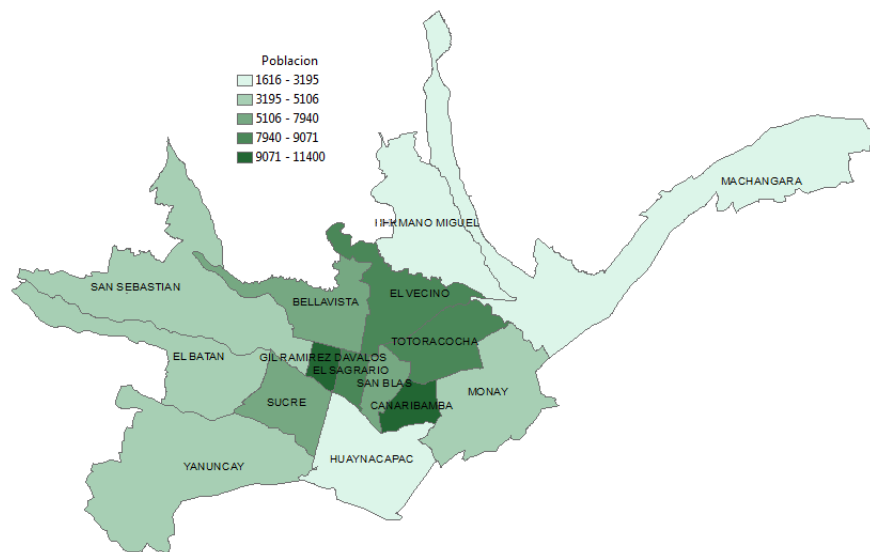 Poblacion
1616 - 3195
3195 - 5106
5106 - 7940
7940 - 9071
9071 - 11400
MACHANGARA
HERMANO MIGUEL
SAN SEBASTIAN
EL VECINO
BELLAVISTA
TOTORACOCHA
EL BATAN
GIL RAMIREZ DAVALOS
EL SAGRARIO
SAN BLAS
MONAY
SUCRE
CANARIBAMBA
YANUNCAY
HUAYNACAPAC